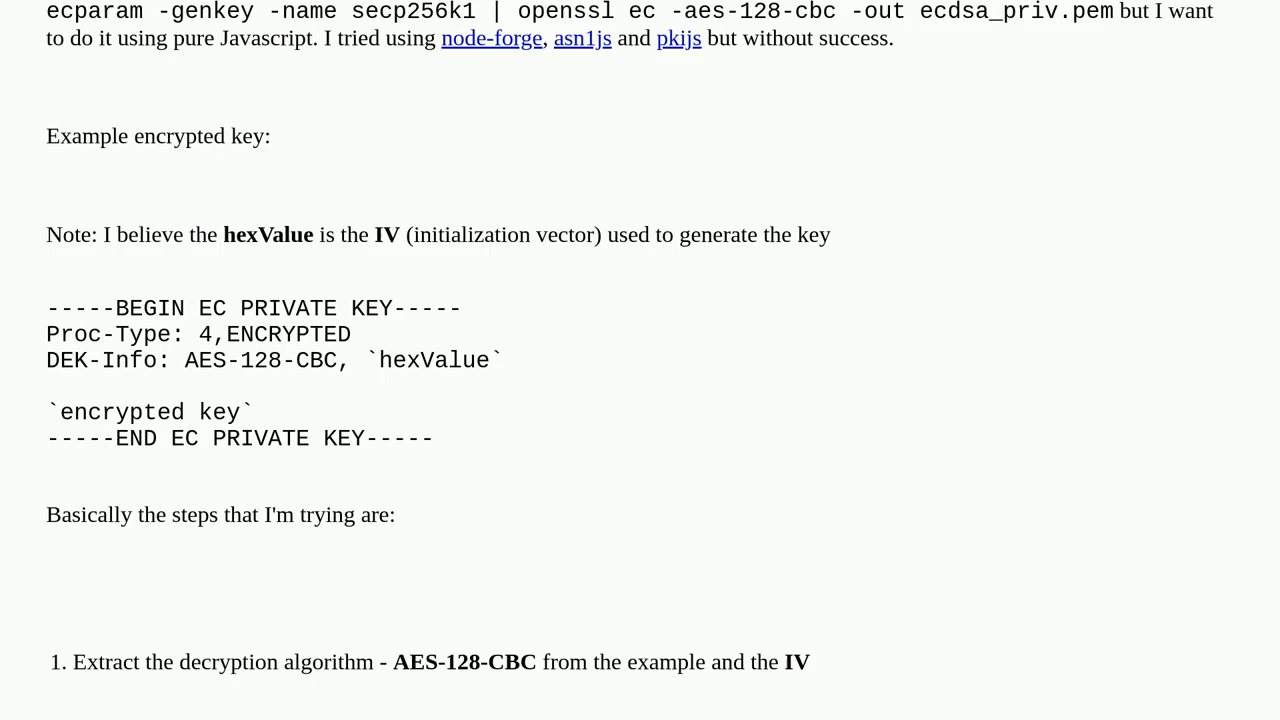 ecparam -genkey -name secp256k1 | openssl ec -aes-128-cbc -out ecdsa_priv.pem but I want
to do it using pure Javascript. I tried using node-forge, asn1js and pkijs but without success.
Example encrypted key:
Note: I believe the hexValue is the IV (initialization vector) used to generate the key
-----BEGIN EC PRIVATE KEY-----
Proc-Type: 4,ENCRYPTED
DEK-Info: AES-128-CBC, `hexValue`
`encrypted key`
-----END EC PRIVATE KEY-----
Basically the steps that I'm trying are:
1. Extract the decryption algorithm - AES-128-CBC from the example and the IV